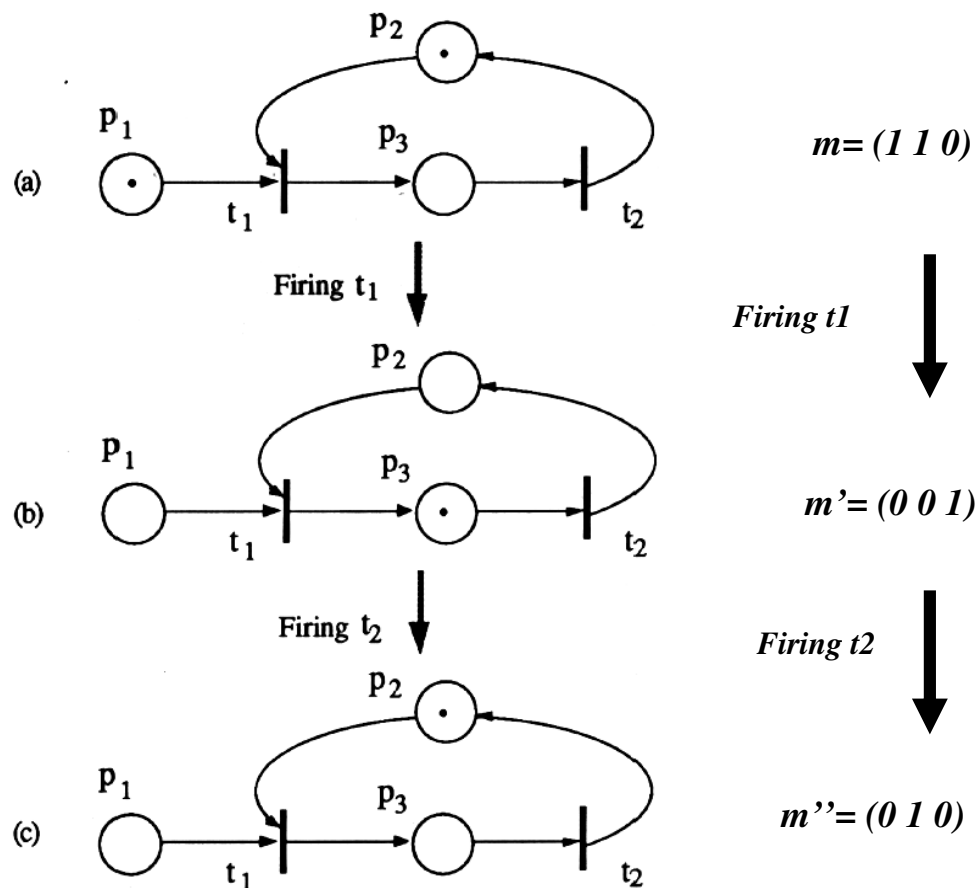 p2
p1
p3
m= (1 1 0)
(a)
t1
t2
Firing t1
Firing t1
p2
p1
p3
(b)
m'= (0 0 1)
t1
t2
Firing t2
Firing t2
p2
p1
p3
(c)
m''= (0 1 0)
t1
t2